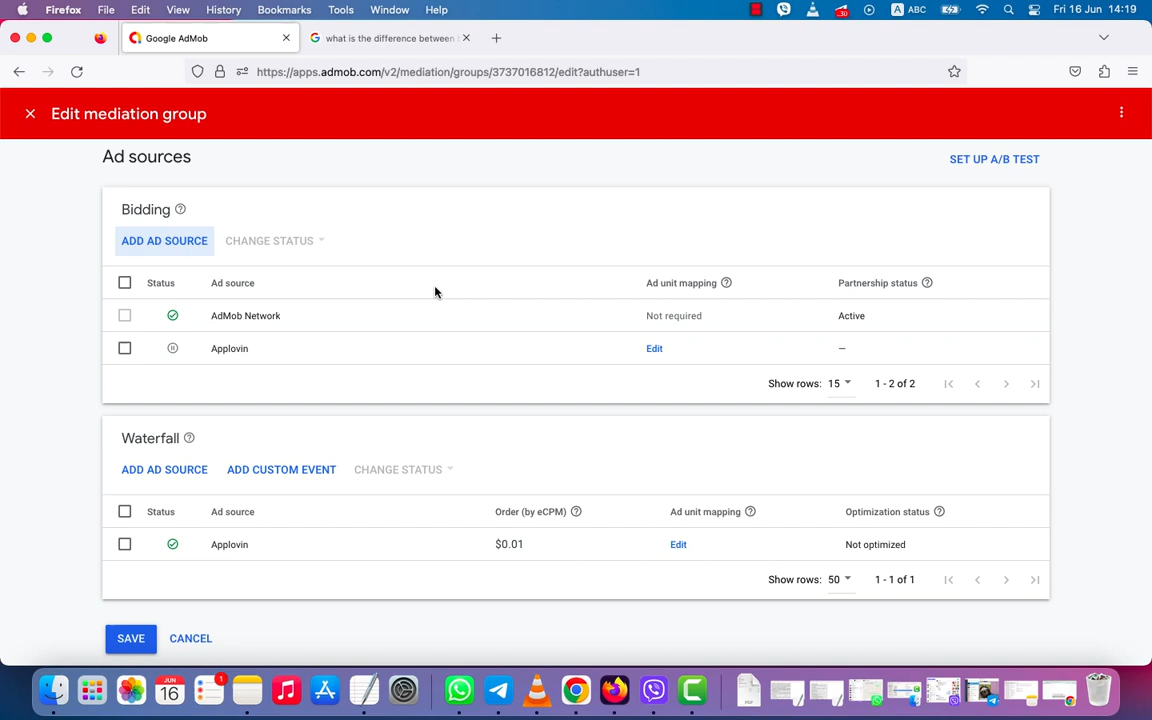 Firefox File Edit View History Bookmarks Tools Window Help 30 A ABC Fri 16 Jun 14:19
Google AdMob
what is the difference between
https://apps.admob.com/v2/mediation/groups/3737016812/edit?authuser=1
Edit mediation group
Ad sources
SET UP A/B TEST
Bidding
ADD AD SOURCE CHANGE STATUS
Status Ad source Ad unit mapping Partnership status
AdMob Network Not required Active
Applovin Edit –
Show rows: 15 1 - 2 of 2
Waterfall
ADD AD SOURCE ADD CUSTOM EVENT CHANGE STATUS
Status Ad source Order (by eCPM) Ad unit mapping Optimization status
Applovin $0.01 Edit Not optimized
Show rows: 50 1 - 1 of 1
SAVE CANCEL
JUN
16
1